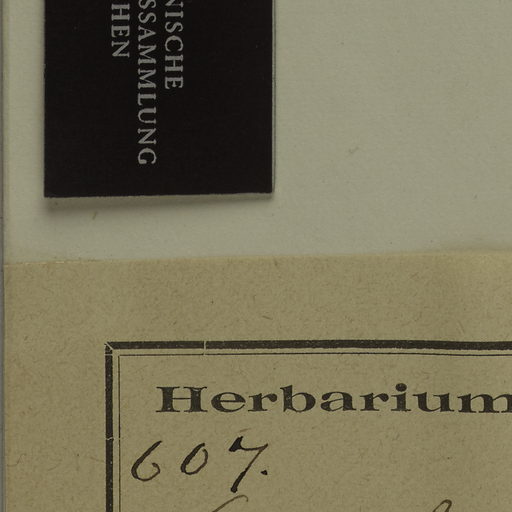 NISCHE
SSAMMLUNG
HEN
Herbarium
607.